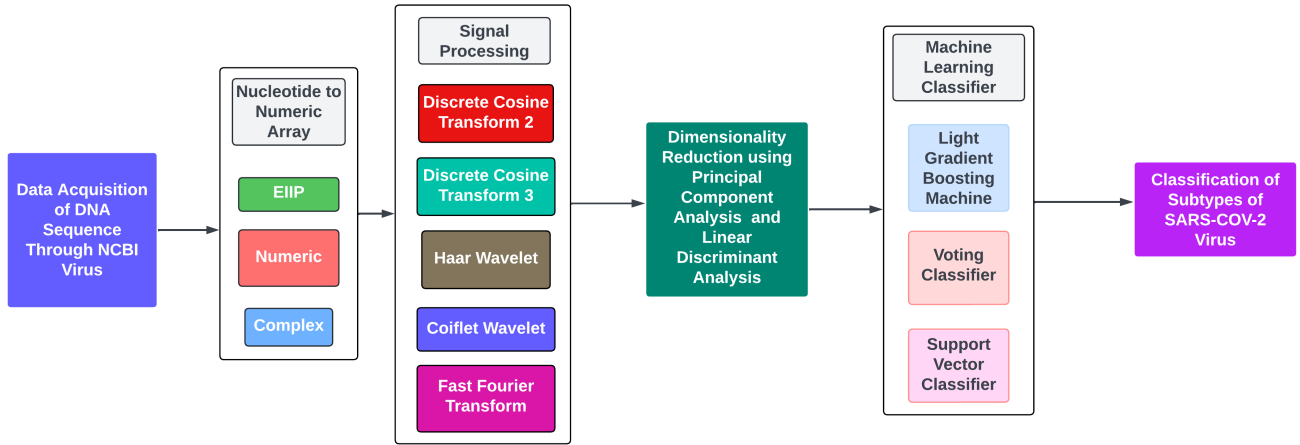 Data Acquisition
of DNA
Sequence
Through NCBI
Virus
Nucleotide to
Numeric
Array
EIIP
Numeric
Complex
Signal
Processing
Discrete Cosine
Transform 2
Discrete Cosine
Transform 3
Haar Wavelet
Coiflet Wavelet
Fast Fourier
Transform
Dimensionality
Reduction using
Principal
Component
Analysis and
Linear
Discriminant
Analysis
Machine
Learning
Classifier
Light
Gradient
Boosting
Machine
Voting
Classifier
Support
Vector
Classifier
Classification of
Subtypes of
SARS-COV-2
Virus